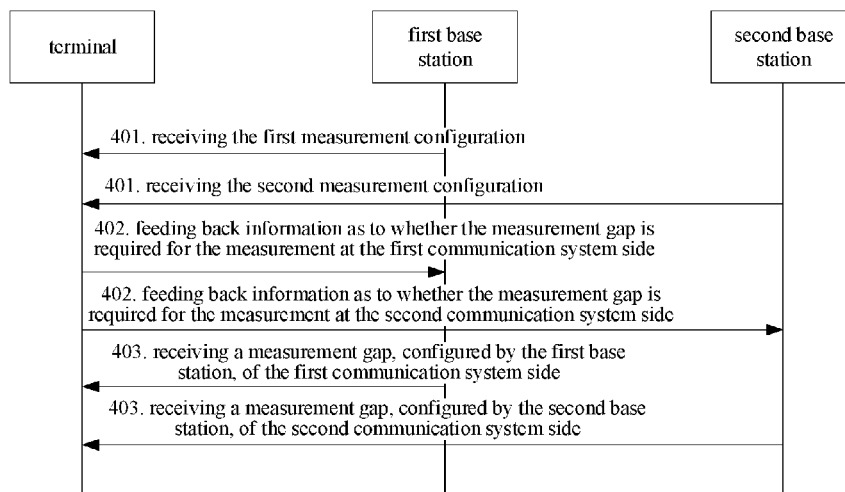 terminal
first base
station
second base
station
401. receiving the first measurement configuration
401. receiving the second measurement configuration
402. feeding back information as to whether the measurement gap is
required for the measurement at the first communication system side
402. feeding back information as to whether the measurement gap is
required for the measurement at the second communication system side
403. receiving a measurement gap, configured by the first base
station, of the first communication system side
403. receiving a measurement gap, configured by the second base
station, of the second communication system side